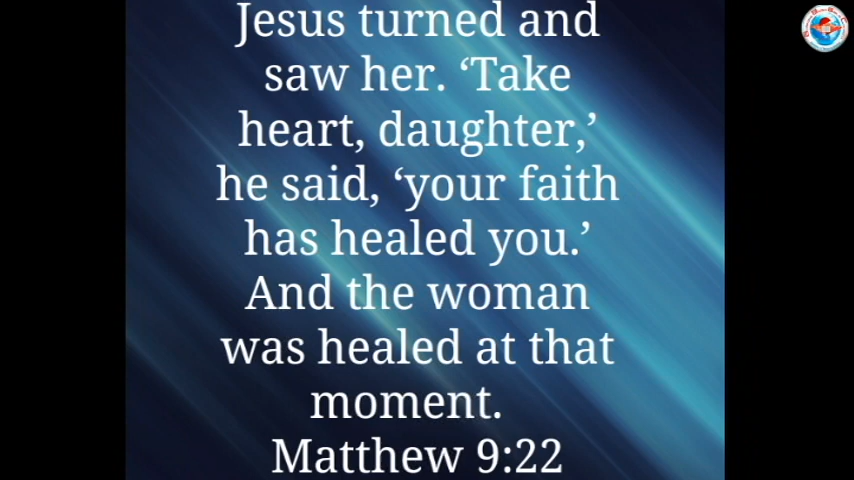 Jesus turned and
saw her. ‘Take
heart, daughter,’
he said, ‘your faith
has healed you.’
And the woman
was healed at that
moment.
Matthew 9:22